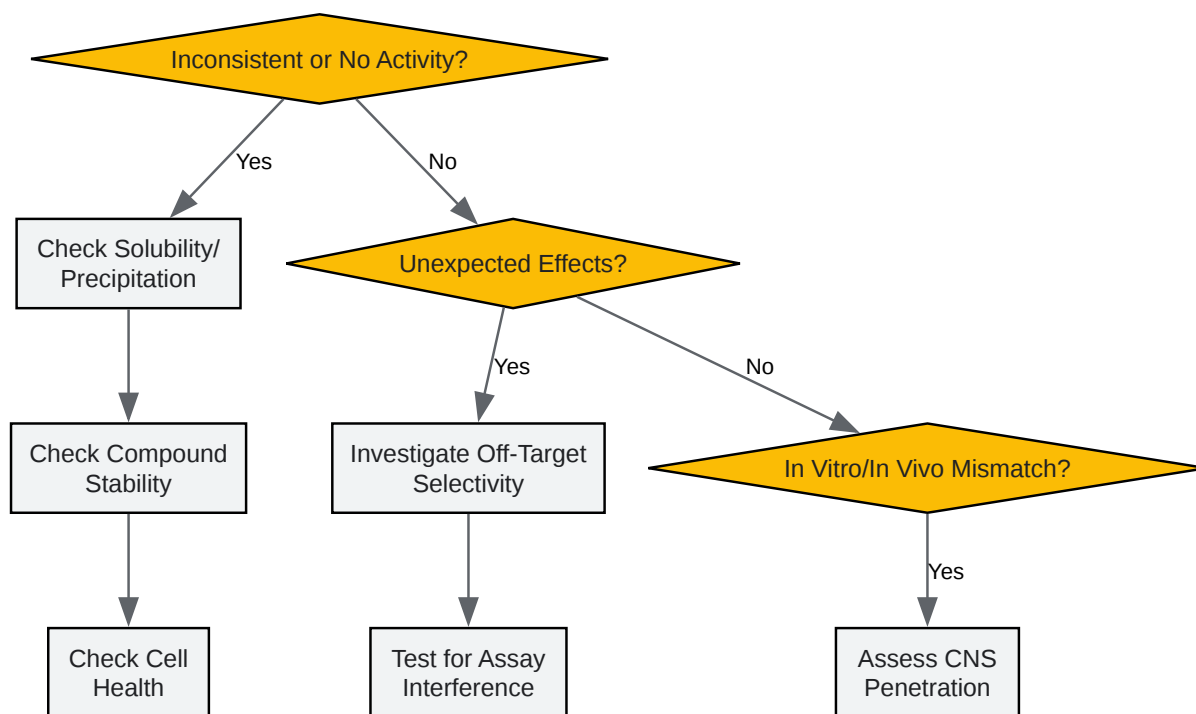 Inconsistent or No Activity?
Yes
No
Check Solubility/
Precipitation
Unexpected Effects?
Yes
No
Check Compound
Stability
Investigate Off-Target
Selectivity
In Vitro/In Vivo Mismatch?
Yes
Check Cell
Health
Test for Assay
Interference
Assess CNS
Penetration